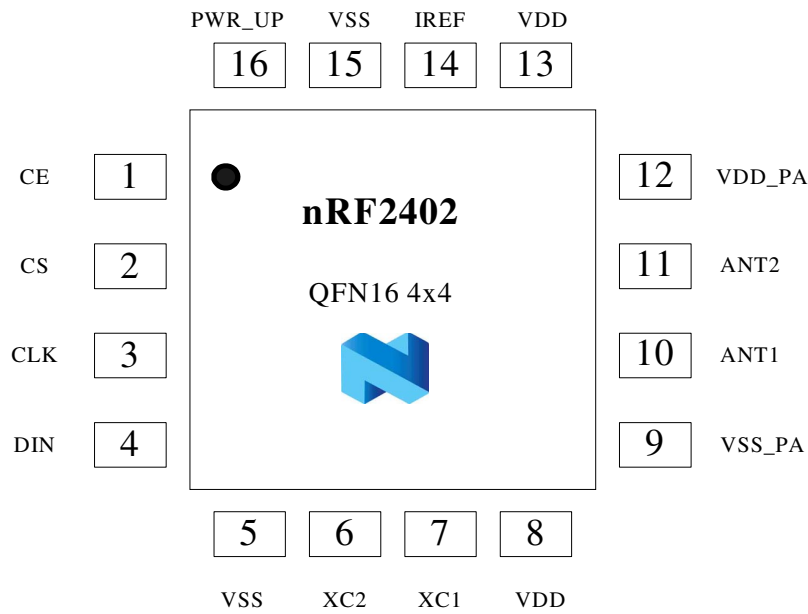 PWR_UP VSS IREF VDD
16 15 14 13
CE 1 12 VDD_PA
nRF2402
CS 2 11 ANT2
QFN16 4x4
CLK 3 10 ANT1
DIN 4 9 VSS_PA
5 6 7 8
VSS XC2 XC1 VDD